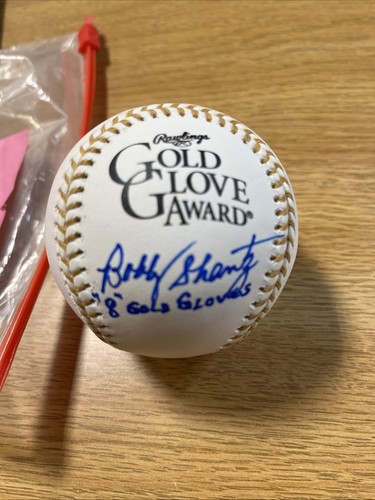 Rawlings
GOLD
GLOVE
AWARD®
Bobby Shantz
"8" GOLD GLOVES